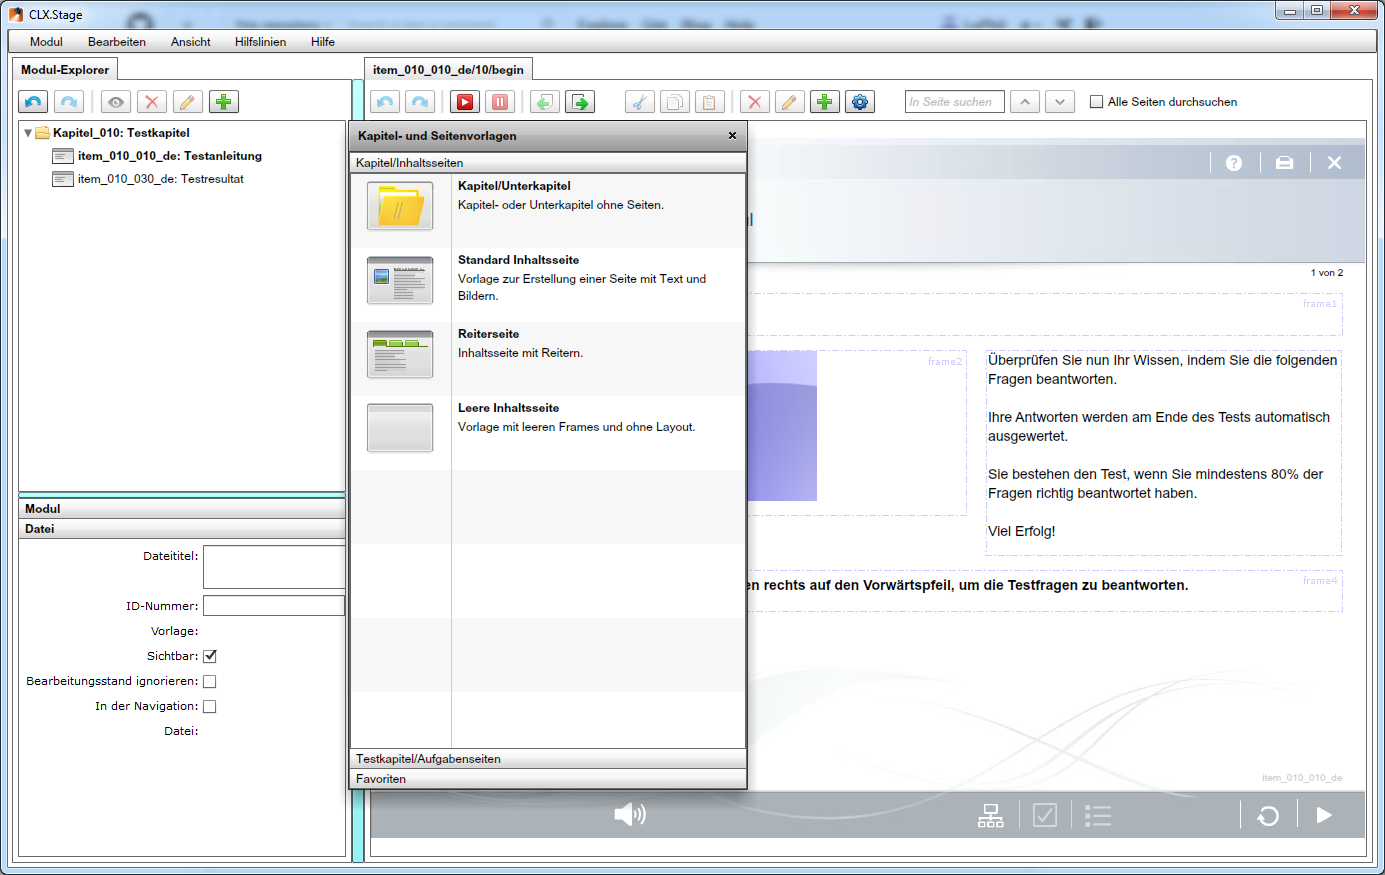 CLX.Stage
Modul Bearbeiten Ansicht Hilfslinien Hilfe
Modul-Explorer
item_010_010_de/10/begin
In Seite suchen
Alle Seiten durchsuchen
Kapitel_010: Testkapitel
item_010_010_de: Testanleitung
item_010_030_de: Testresultat
Kapitel- und Seitenvorlagen
Kapitel/Inhaltsseiten
Kapitel/Unterkapitel
Kapitel- oder Unterkapitel ohne Seiten.
Standard Inhaltsseite
Vorlage zur Erstellung einer Seite mit Text und
Bildern.
Reiterseite
Inhaltsseite mit Reitern.
Leere Inhaltsseite
Vorlage mit leeren Frames und ohne Layout.
Testkapitel/Aufgabenseiten
Favoriten
1 von 2
frame1
frame2
Überprüfen Sie nun Ihr Wissen, indem Sie die folgenden
Fragen beantworten.
Ihre Antworten werden am Ende des Tests automatisch
ausgewertet.
Sie bestehen den Test, wenn Sie mindestens 80% der
Fragen richtig beantwortet haben.
Viel Erfolg!
frame4
en rechts auf den Vorwärtspfeil, um die Testfragen zu beantworten.
item_010_010_de
Modul
Datei
Dateititel:
ID-Nummer:
Vorlage:
Sichtbar:
Bearbeitungsstand ignorieren:
In der Navigation:
Datei: